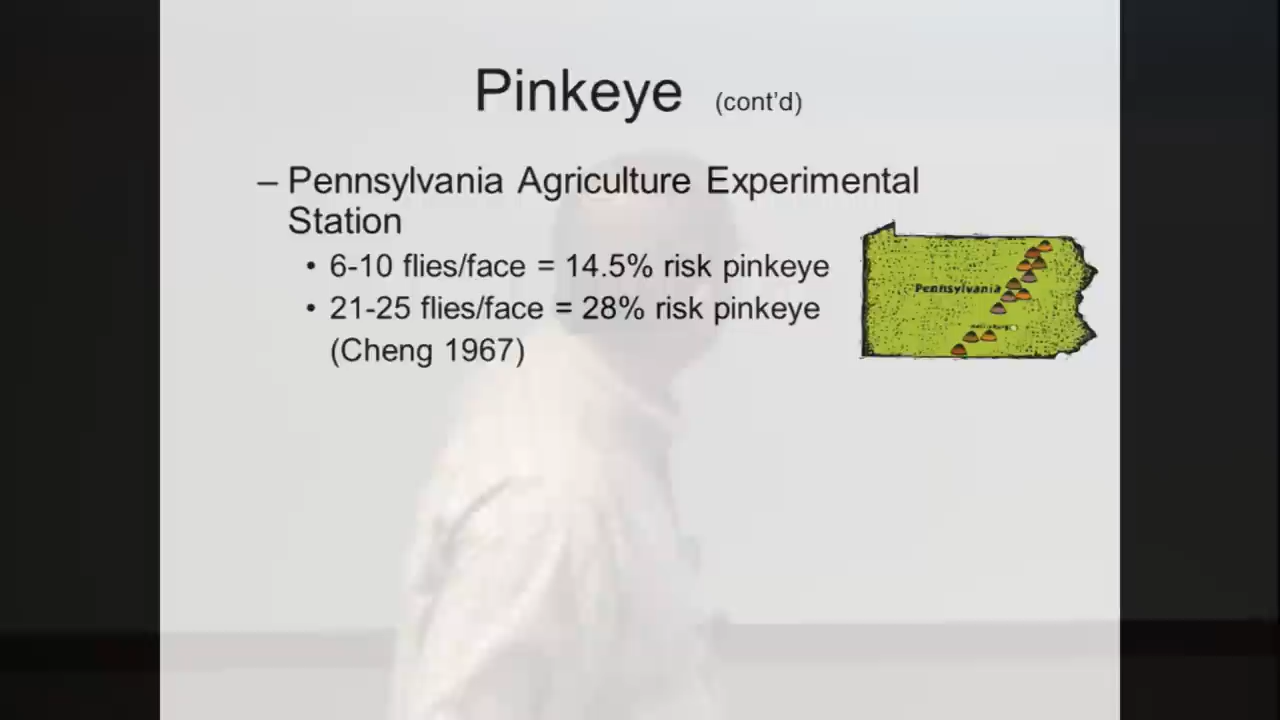 Pinkeye (cont'd)
– Pennsylvania Agriculture Experimental
Station
• 6-10 flies/face = 14.5% risk pinkeye
• 21-25 flies/face = 28% risk pinkeye
(Cheng 1967)
Pennsylvania